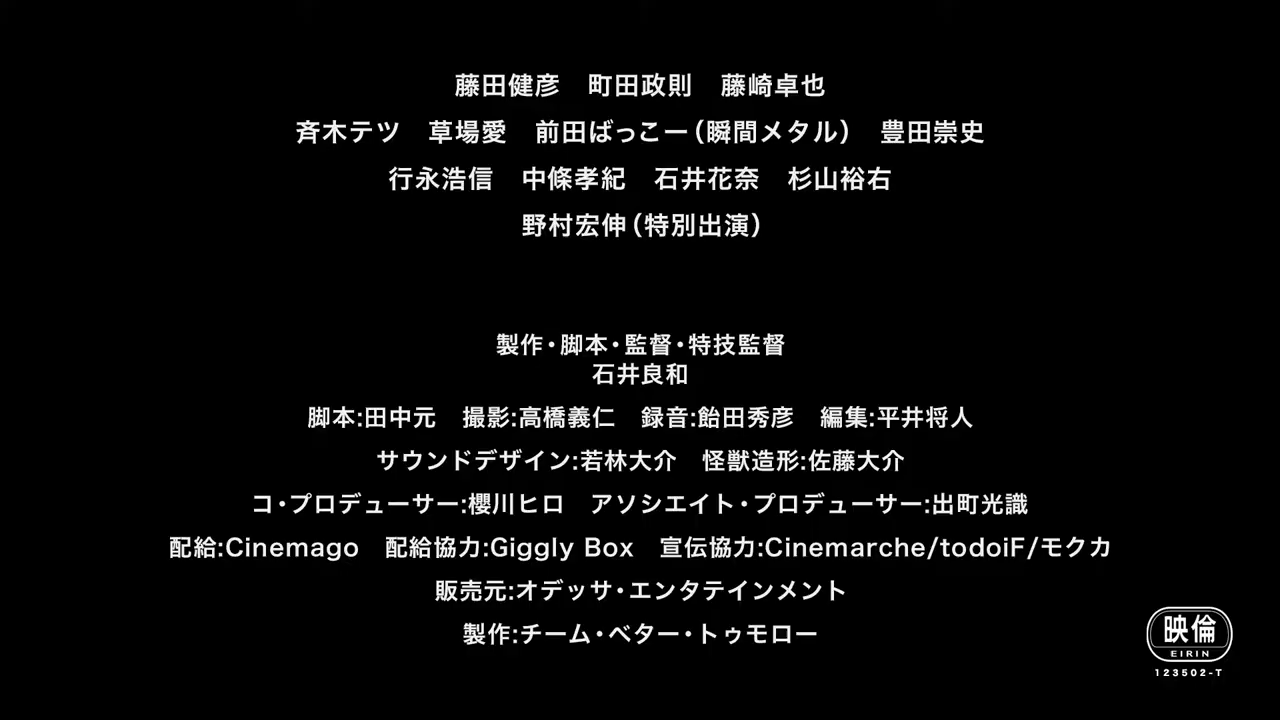 藤田健彦　町田政則　藤崎卓也
斉木テツ　草場愛　前田ばっこー（瞬間メタル）　豊田崇史
行永浩信　中條孝紀　石井花奈　杉山裕右
野村宏伸（特別出演）
製作・脚本・監督・特技監督
石井良和
脚本:田中元　撮影:高橋義仁　録音:飴田秀彦　編集:平井将人
サウンドデザイン:若林大介　怪獣造形:佐藤大介
コ・プロデューサー:櫻川ヒロ　アソシエイト・プロデューサー:出町光識
配給:Cinemago　配給協力:Giggly Box　宣伝協力:Cinemarche/todoiF/モクカ
販売元:オデッサ・エンタテインメント
製作:チーム・ベター・トゥモロー
映倫
EIRIN
123502-T